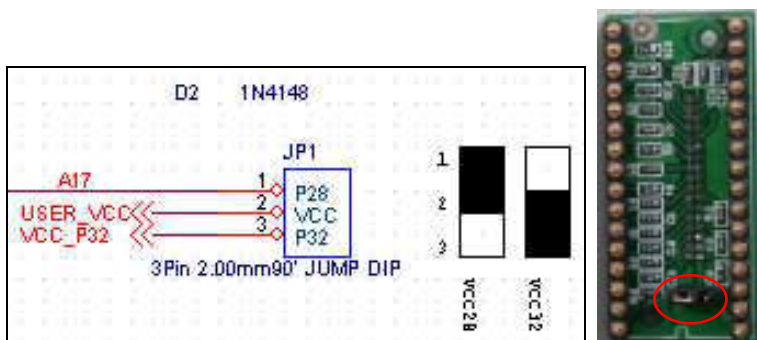 D2 1N4148
JP1
A17 1 P28
USER_VCC 2 VCC
VCC_P32 3 P32
3Pin 2.00mm90' JUMP DIP
1
2
3
VCC28
VCC32